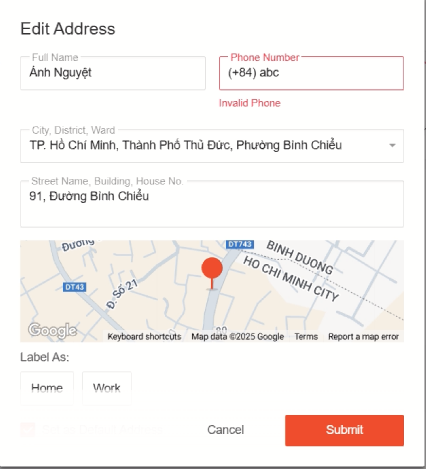 Edit Address
Full Name
Ánh Nguyệt
Phone Number
(+84) abc
Invalid Phone
City, District, Ward
TP. Hồ Chí Minh, Thành Phố Thủ Đức, Phường Bình Chiểu
Street Name, Building, House No.
91, Đường Bình Chiểu
Đường
DT743
BINH DUONG
HO CHI MINH CITY
DT43
Đ. Số 21
Google
Keyboard shortcuts
Map data ©2025 Google
Terms
Report a map error
Label As:
Home
Work
Cancel
Submit